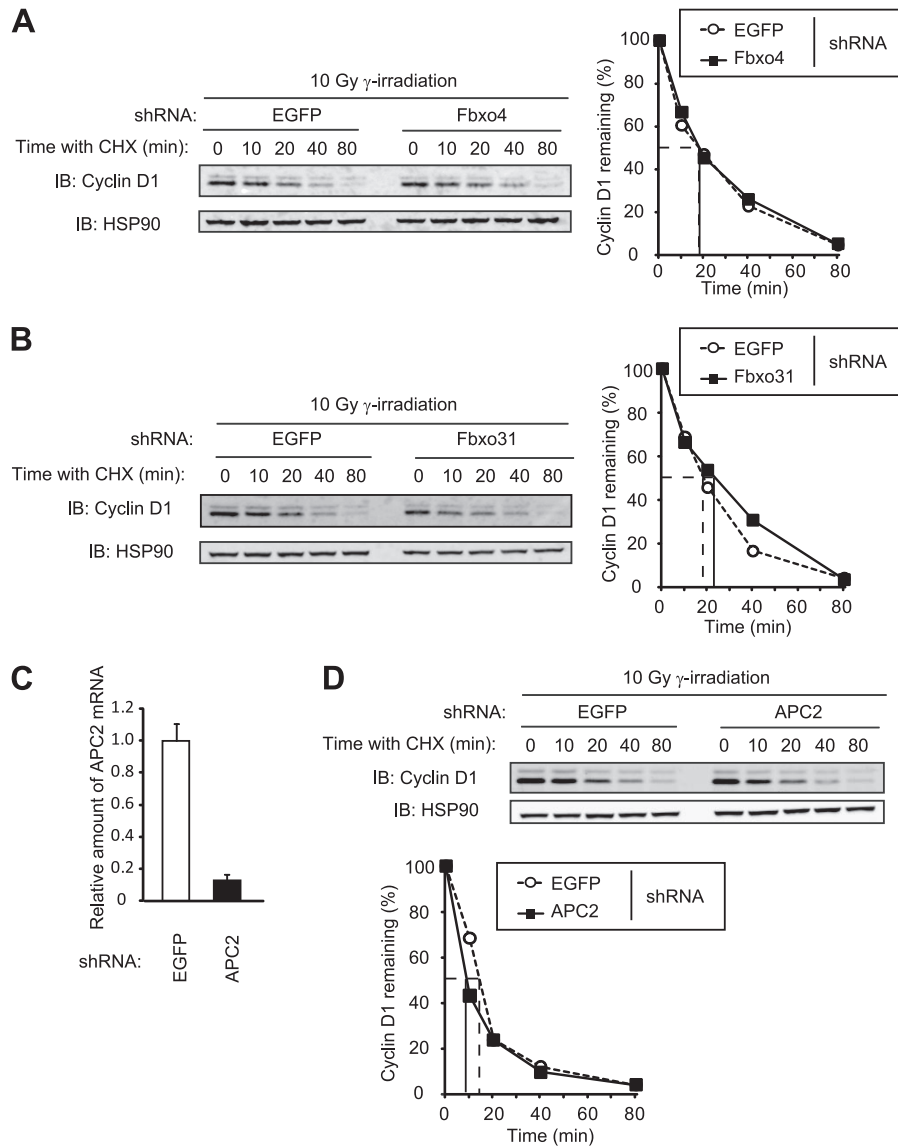 A
10 Gy γ-irradiation
shRNA: EGFP Fbxo4
Time with CHX (min): 0 10 20 40 80 0 10 20 40 80
IB: Cyclin D1
IB: HSP90
EGFP
Fbxo4
shRNA
Cyclin D1 remaining (%)
100
80
60
40
20
0
0 20 40 60 80
Time (min)
B
10 Gy γ-irradiation
shRNA: EGFP Fbxo31
Time with CHX (min): 0 10 20 40 80 0 10 20 40 80
IB: Cyclin D1
IB: HSP90
EGFP
Fbxo31
shRNA
Cyclin D1 remaining (%)
100
80
60
40
20
0
0 20 40 60 80
Time (min)
C
Relative amount of APC2 mRNA
1.2
1.0
0.8
0.6
0.4
0.2
0
shRNA: EGFP APC2
D
10 Gy γ-irradiation
shRNA: EGFP APC2
Time with CHX (min): 0 10 20 40 80 0 10 20 40 80
IB: Cyclin D1
IB: HSP90
EGFP
APC2
shRNA
Cyclin D1 remaining (%)
100
80
60
40
20
0
0 20 40 60 80
Time (min)